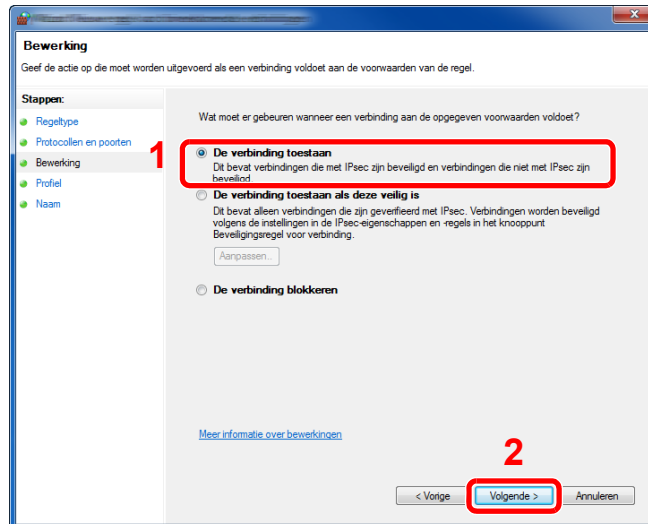 Bewerking
Geef de actie op die moet worden uitgevoerd als een verbinding voldoet aan de voorwaarden van de regel.
Stappen:
Regeltype
Protocollen en poorten
Bewerking
Profiel
Naam
Wat moet er gebeuren wanneer een verbinding aan de opgegeven voorwaarden voldoet?
1
De verbinding toestaan
Dit bevat verbindingen die met IPsec zijn beveiligd en verbindingen die niet met IPsec zijn
beveiligd.
De verbinding toestaan als deze veilig is
Dit bevat alleen verbindingen die zijn geverifieerd met IPsec. Verbindingen worden beveiligd
volgens de instellingen in de IPsec-eigenschappen en -regels in het knooppunt
Beveiligingsregel voor verbinding.
Aanpassen...
De verbinding blokkeren
Meer informatie over bewerkingen
2
< Vorige
Volgende >
Annuleren